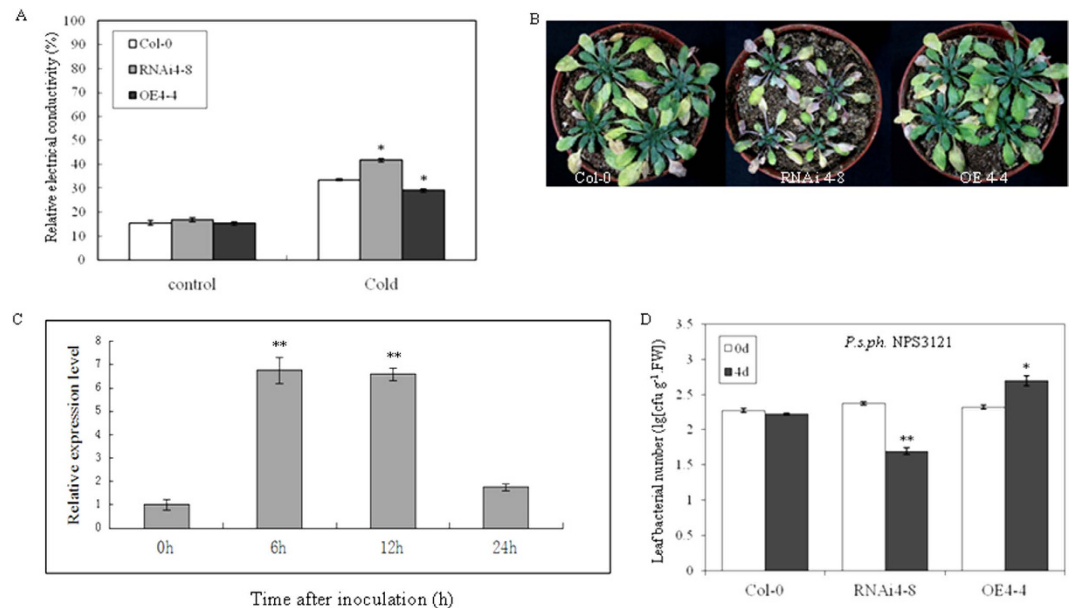 A
Relative electrical conductivity (%)
100
90
80
70
60
50
40
30
20
10
0
Col-0
RNAi4-8
OE4-4
*
*
control
Cold
B
Col-0
RNAi 4-8
OE 4-4
C
Relative expression level
8
7
6
5
4
3
2
1
0
**
**
0h
6h
12h
24h
Time after inoculation (h)
D
Leaf bacterial number (lg[cfu g-1.FW])
3.5
3
2.5
2
1.5
1
0.5
0
0d
4d
P.s.ph. NPS3121
**
*
Col-0
RNAi4-8
OE4-4